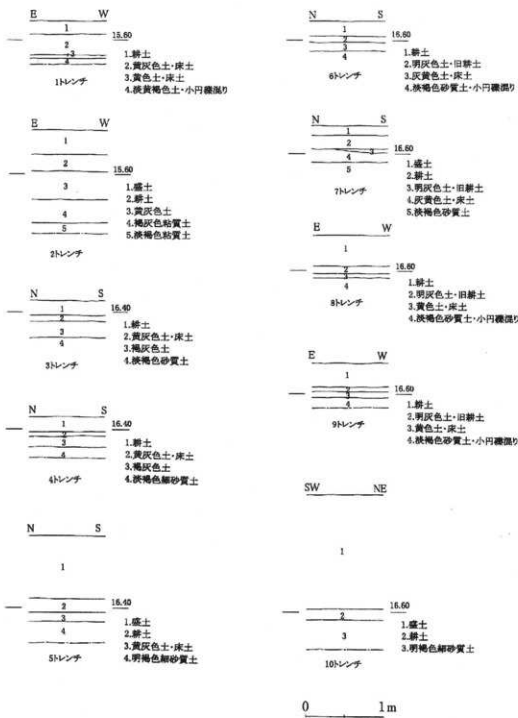 E W
1
15.60
2
3
4
1.耕土
2.黄灰色土・床土
3.黄色土・床土
4.淡黄褐色土・小円礫混り
1トレンチ
E W
1
2
15.60
3
4
5
1.盛土
2.耕土
3.黄灰色土
4.褐灰色粘質土
5.淡褐色粘質土
2トレンチ
N S
16.40
1
2
3
4
1.耕土
2.黄灰色土・床土
3.褐灰色土
4.淡褐色砂質土
3トレンチ
N S
1
16.40
2
3
4
1.耕土
2.黄灰色土・床土
3.褐灰色土
4.淡褐色細砂質土
4トレンチ
N S
1
16.40
2
3
4
1.盛土
2.耕土
3.黄灰色土・床土
4.明褐色細砂質土
5トレンチ
N S
1
16.60
2
3
4
1.耕土
2.明灰色土・旧耕土
3.灰黄色土・床土
4.淡褐色砂質土・小円礫混り
6トレンチ
N S
1
2
16.60
3
4
5
1.盛土
2.耕土
3.明灰色土・旧耕土
4.灰黄色土・床土
5.淡褐色砂質土
7トレンチ
E W
1
16.60
2
3
4
1.耕土
2.明灰色土・旧耕土
3.黄色土・床土
4.淡褐色砂質土・小円礫混り
8トレンチ
E W
1
16.60
2
3
4
1.耕土
2.明灰色土・旧耕土
3.黄色土・床土
4.淡褐色砂質土・小円礫混り
9トレンチ
SW NE
1
16.60
2
3
1.盛土
2.耕土
3.明褐色細砂質土
10トレンチ
0 1m